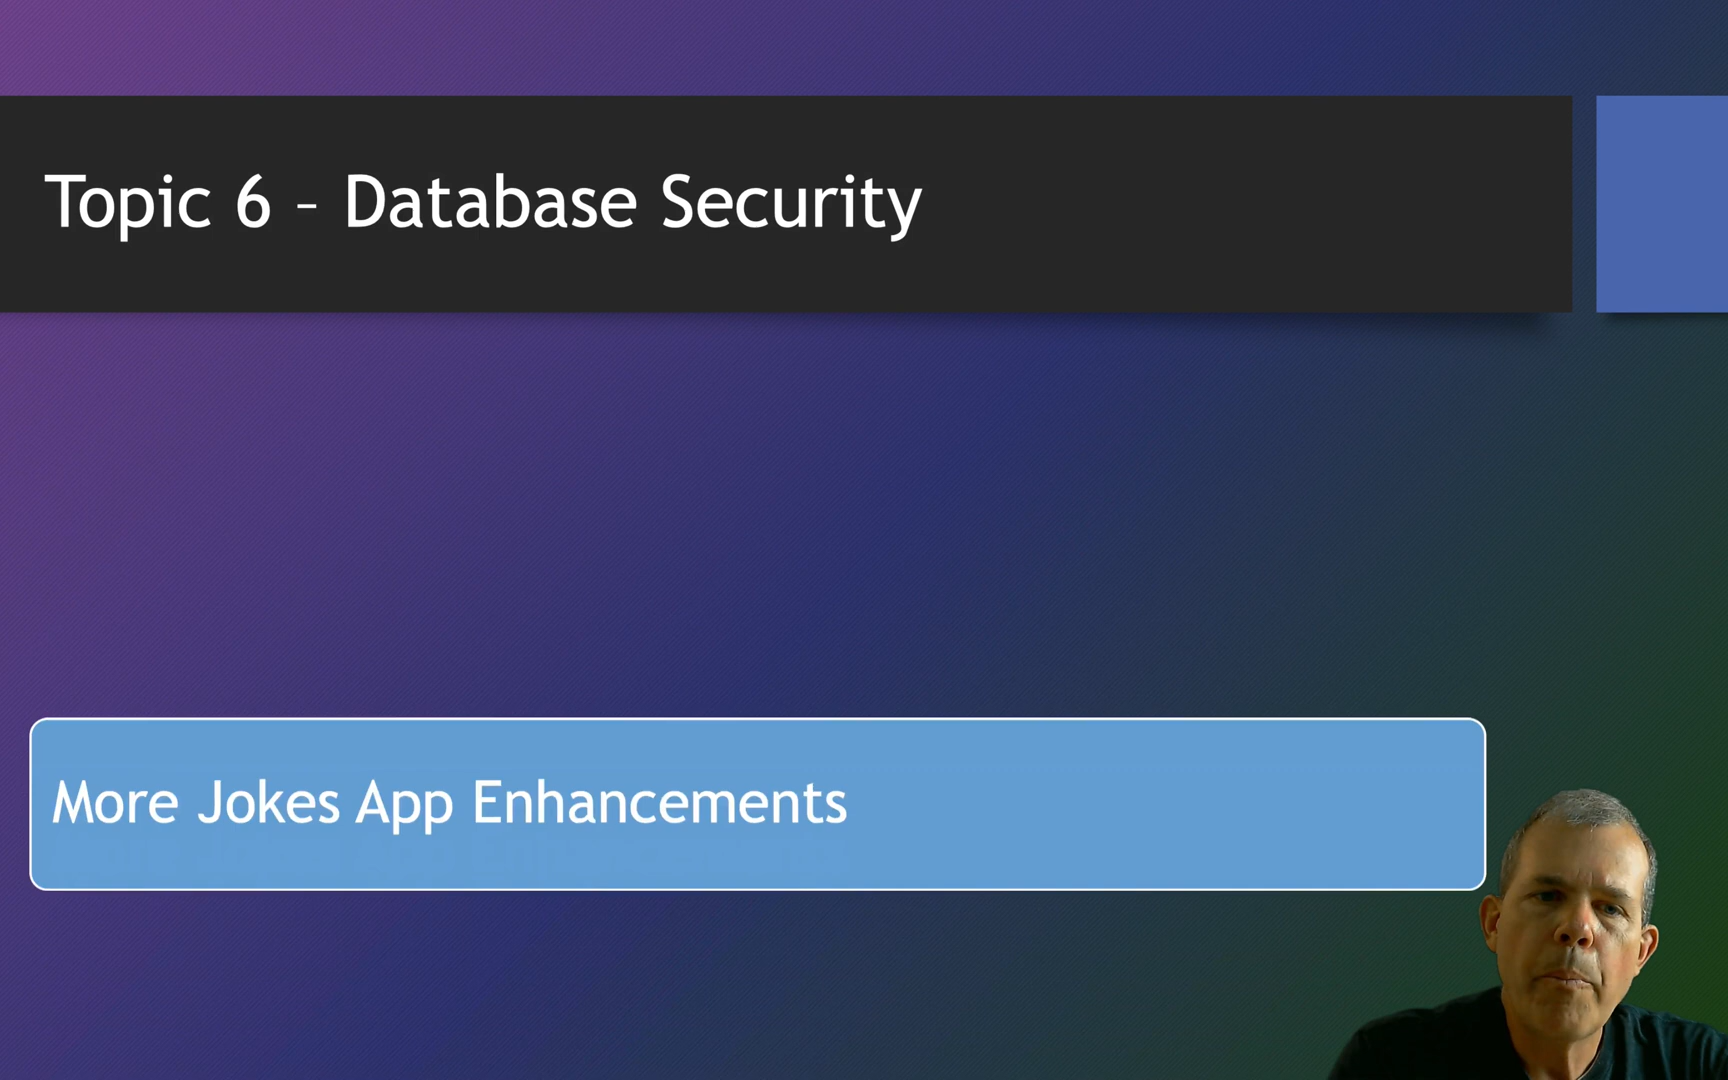 Topic 6 – Database Security
More Jokes App Enhancements